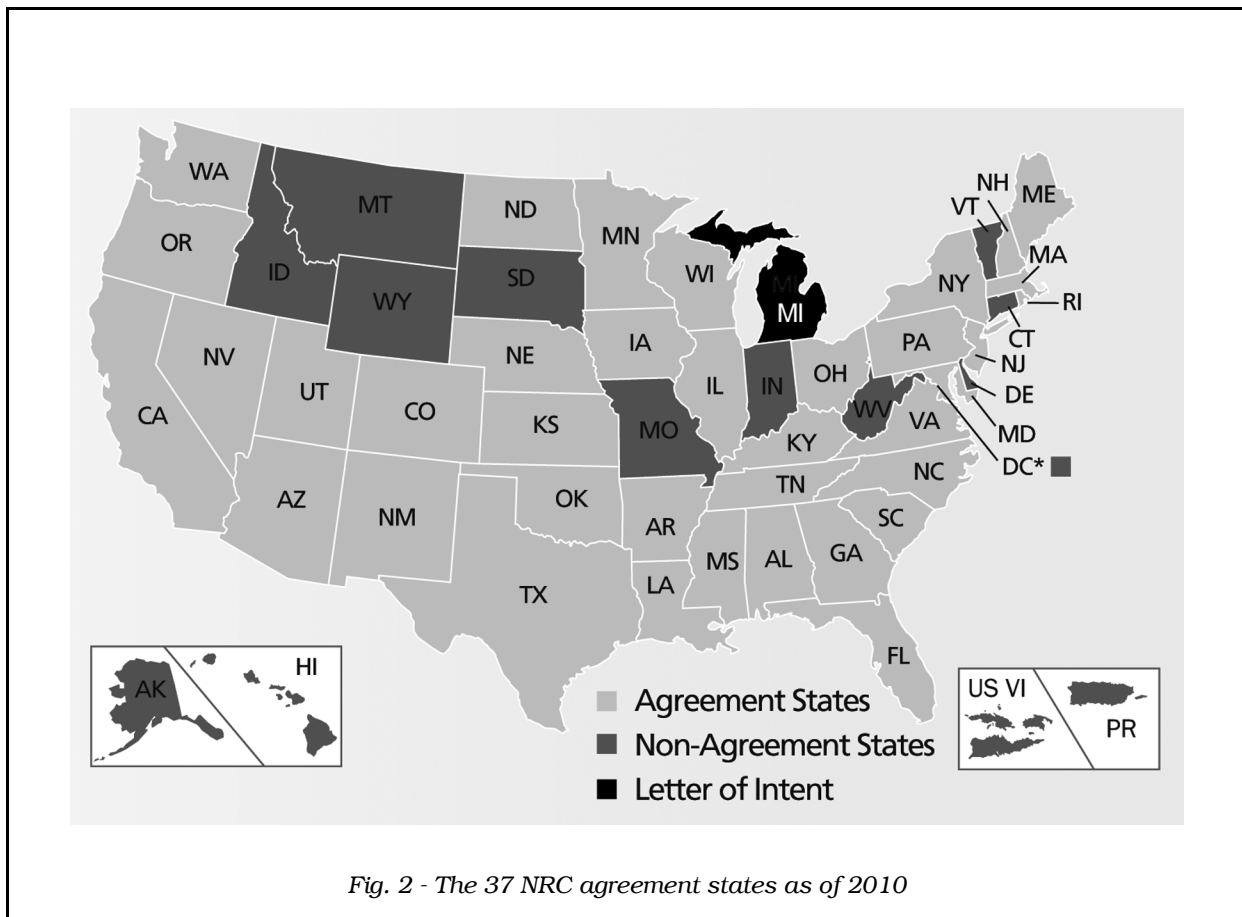 WA
MT
ND
MN
OR
ID
SD
WY
WI
MI
MI
NH
VT
ME
MA
NY
RI
CT
NJ
PA
DE
MD
DC*
NV
UT
CO
NE
IA
IL
IN
OH
WV
VA
CA
KS
MO
KY
AZ
NM
OK
AR
TN
NC
SC
MS
AL
GA
TX
LA
FL
AK
HI
Agreement States
Non-Agreement States
Letter of Intent
US VI
PR
Fig. 2 - The 37 NRC agreement states as of 2010